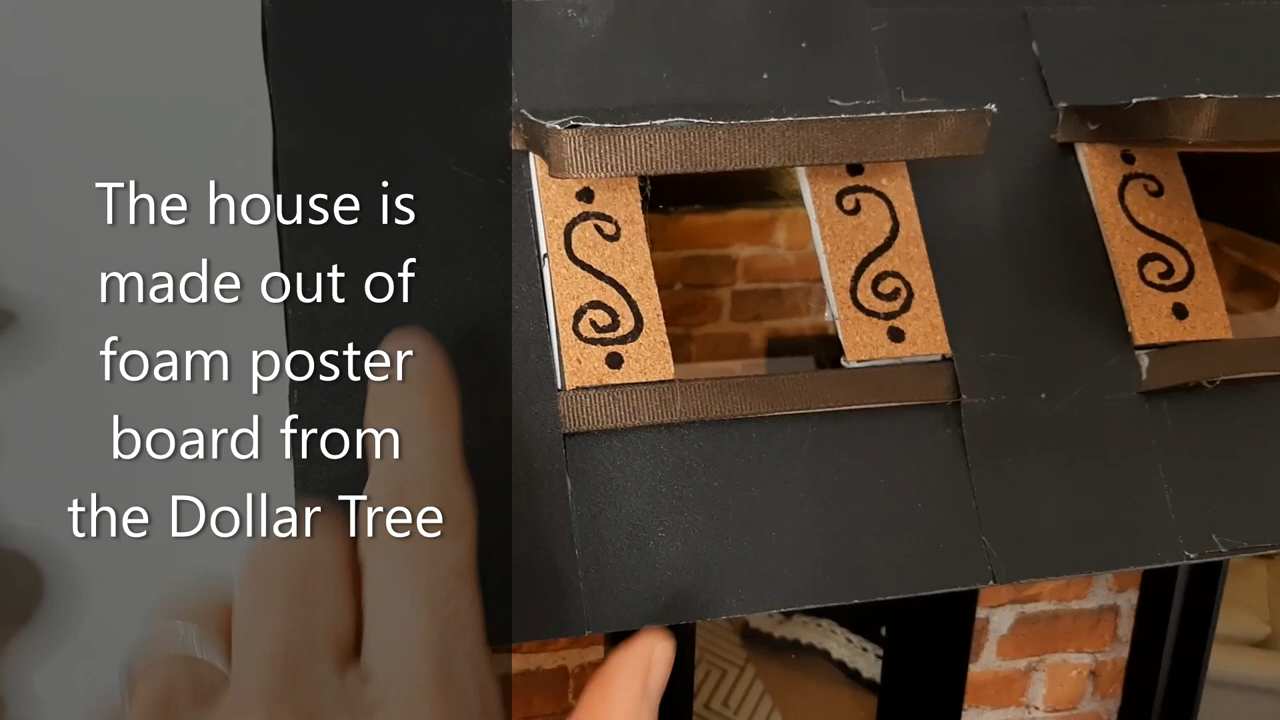 The house is
made out of
foam poster
board from
the Dollar Tree